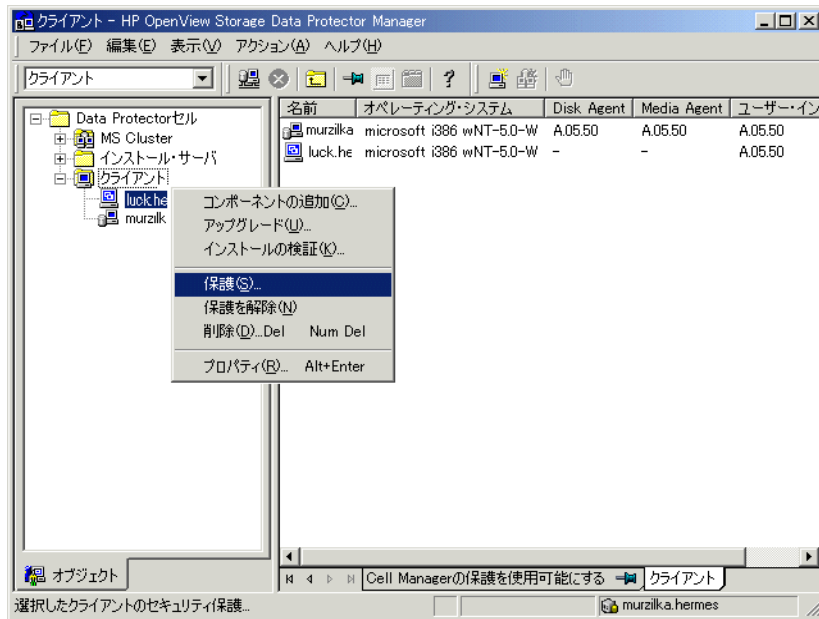 クライアント - HP OpenView Storage Data Protector Manager
ファイル(F) 編集(E) 表示(V) アクション(A) ヘルプ(H)
クライアント
Data Protectorセル
MS Cluster
インストール・サーバ
クライアント
luck.he
murzilk
名前 オペレーティング・システム Disk Agent Media Agent ユーザー・イン
murzilka microsoft i386 wNT-5.0-W A.05.50 A.05.50 A.05.50
luck.he microsoft i386 wNT-5.0-W - - A.05.50
コンポーネントの追加(C)...
アップグレード(U)...
インストールの検証(K)...
保護(S)...
保護を解除(N)
削除(D)...Del Num Del
プロパティ(R)... Alt+Enter
オブジェクト
Cell Managerの保護を使用可能にする クライアント
選択したクライアントのセキュリティ保護... murzilka.hermes